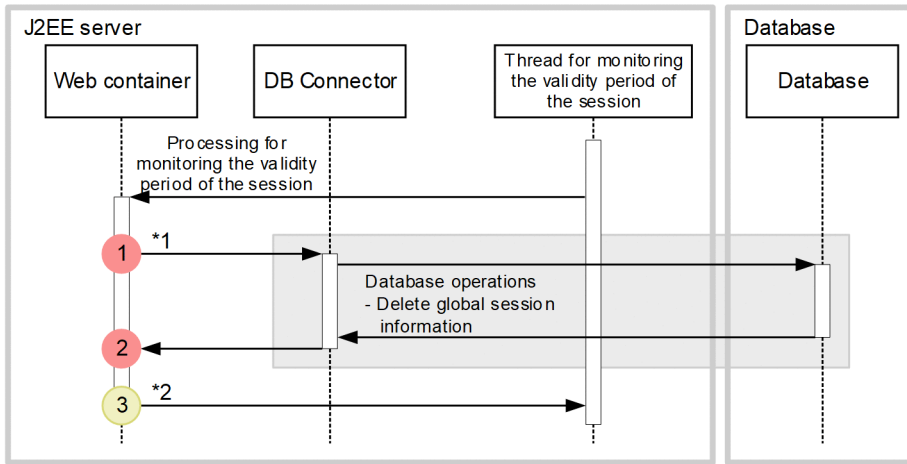 J2EE server
Database
Web container
DB Connector
Thread for monitoring
the validity period of
the session
Database
Processing for
monitoring the validity
period of the session
1
*1
Database operations
- Delete global session
information
2
3
*2